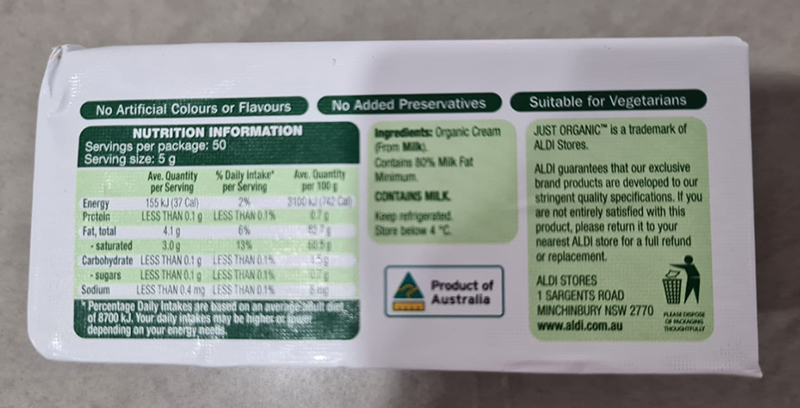 No Artificial Colours or Flavours
No Added Preservatives
Suitable for Vegetarians
NUTRITION INFORMATION
Servings per package: 50
Serving size: 5 g
Ave. Quantity per Serving % Daily Intake* per Serving Ave. Quantity per 100 g
Energy 155 kJ (37 Cal) 2% 3100 kJ (742 Cal)
Protein LESS THAN 0.1 g LESS THAN 0.1% 0.7 g
Fat, total 4.1 g 6% 82.7 g
- saturated 3.0 g 13% 60.5 g
Carbohydrate LESS THAN 0.1 g LESS THAN 0.1%
- sugars LESS THAN 0.1 g LESS THAN 0.1% 0.7 g
Sodium LESS THAN 0.4 mg LESS THAN 0.1%
* Percentage Daily Intakes are based on an average adult diet
of 8700 kJ. Your daily intakes may be higher or lower
depending on your energy needs.
Ingredients: Organic Cream
(From Milk).
Contains 80% Milk Fat
Minimum.
CONTAINS MILK.
Keep refrigerated.
Store below 4 °C.
Product of
Australia
JUST ORGANIC™ is a trademark of
ALDI Stores.
ALDI guarantees that our exclusive
brand products are developed to our
stringent quality specifications. If you
are not entirely satisfied with this
product, please return it to your
nearest ALDI store for a full refund
or replacement.
ALDI STORES
1 SARGENTS ROAD
MINCHINBURY NSW 2770
www.aldi.com.au
PLEASE DISPOSE
OF PACKAGING
THOUGHTFULLY